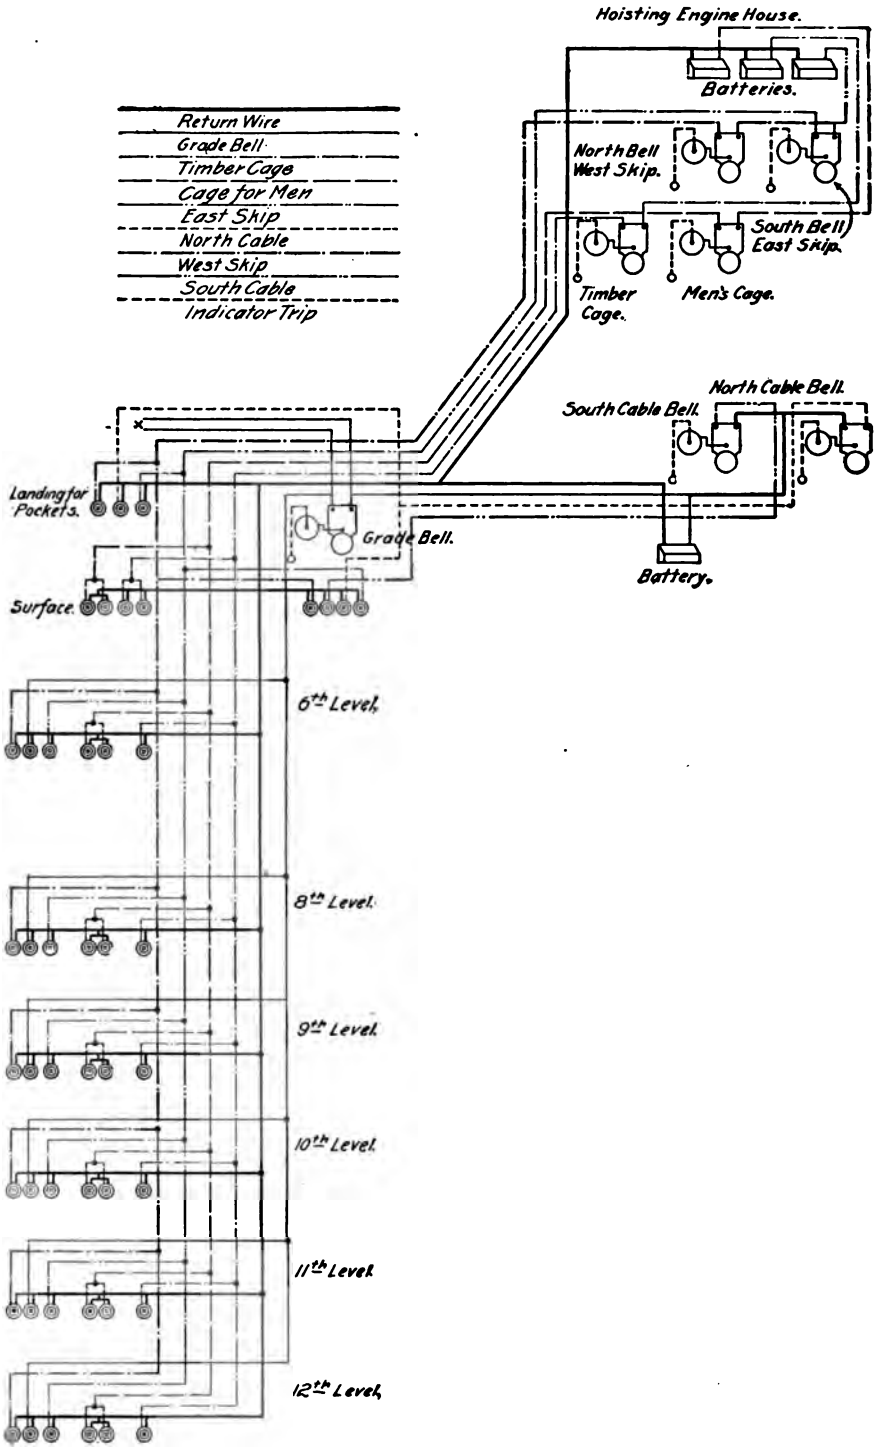 Hoisting Engine House.
Batteries.
Return Wire
Grade Bell
Timber Cage
Cage for Men
East Skip
North Cable
West Skip
South Cable
Indicator Trip
North Bell
West Skip.
South Bell
East Skip.
Timber
Cage.
Men's Cage.
North Cable Bell.
South Cable Bell.
Landing for
Pockets.
Grade Bell.
Battery.
Surface.
6th Level,
8th Level.
9th Level.
10th Level.
11th Level
12th Level,